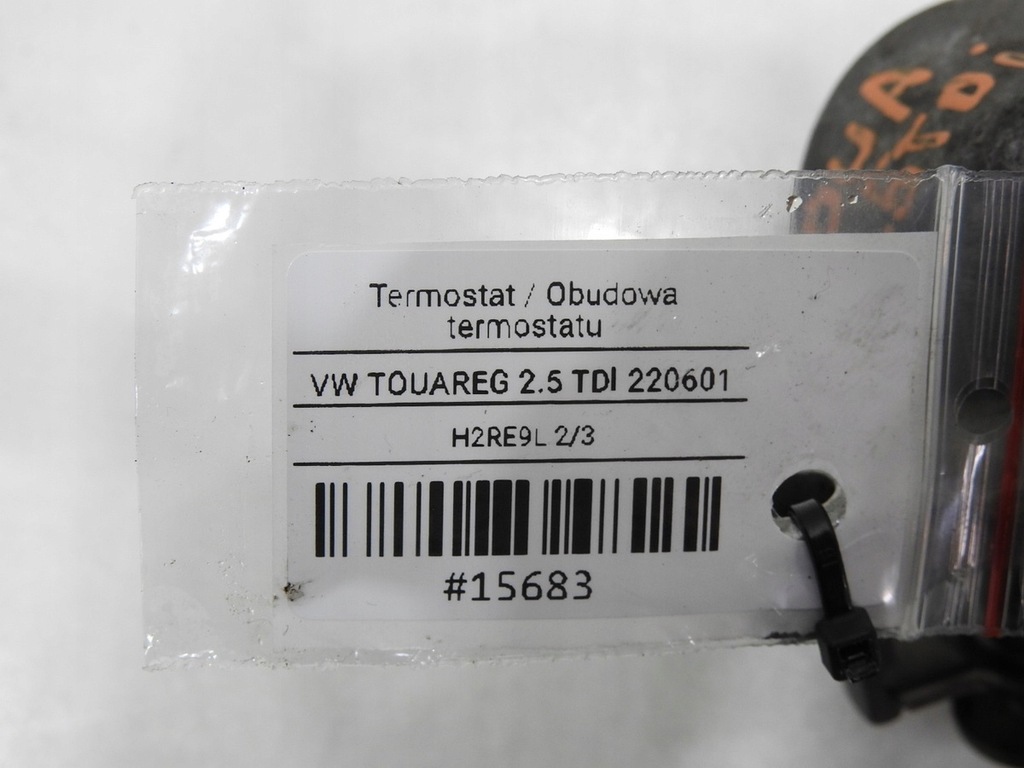 Termostat / Obudowa
termostatu
VW TOUAREG 2.5 TDI 220601
H2RE9L 2/3
#15683